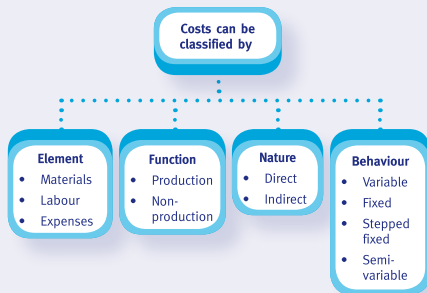 Costs can be
classified by
Element
• Materials
• Labour
• Expenses
Function
• Production
• Non-
production
Nature
• Direct
• Indirect
Behaviour
• Variable
• Fixed
• Stepped
fixed
• Semi-
variable